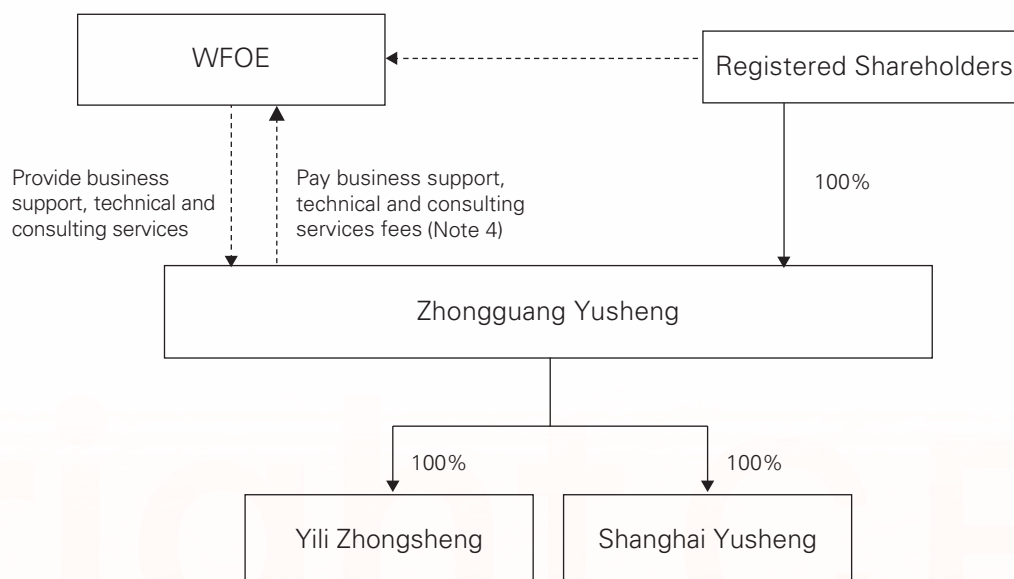 WFOE
Registered Shareholders
Provide business
support, technical and
consulting services
Pay business support,
technical and consulting
services fees (Note 4)
100%
Zhongguang Yusheng
100%
100%
Yili Zhongsheng
Shanghai Yusheng